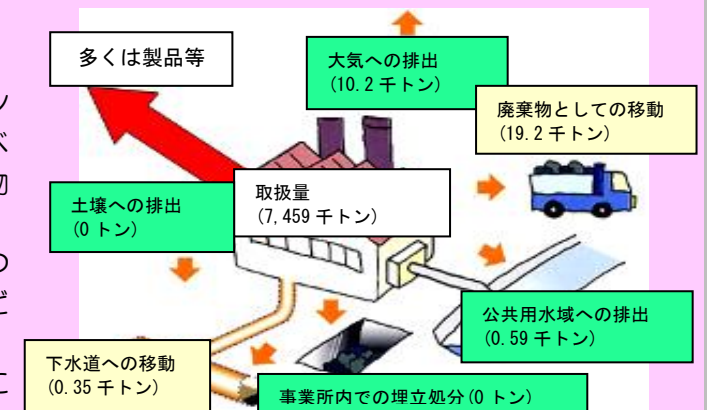 多くは製品等
大気への排出
(10.2 千トン)
廃棄物としての移動
(19.2 千トン)
土壌への排出
(0 トン)
取扱量
(7,459 千トン)
公共用水域への排出
(0.59 千トン)
下水道への移動
(0.35 千トン)
事業所内での埋立処分(0 トン)